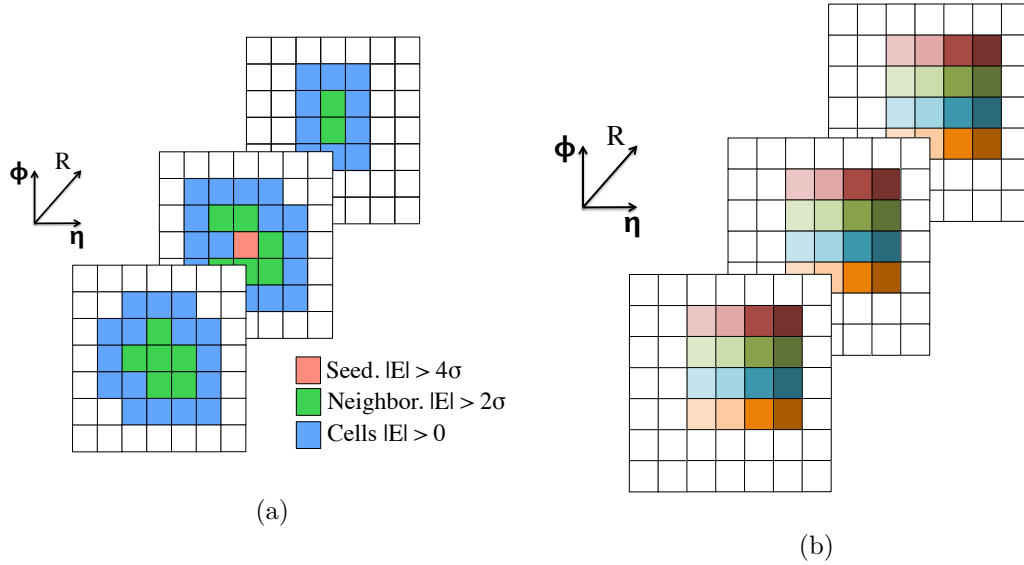 ϕ
R
η
Seed. |E| > 4σ
Neighbor. |E| > 2σ
Cells |E| > 0
(a)
ϕ
R
η
(b)